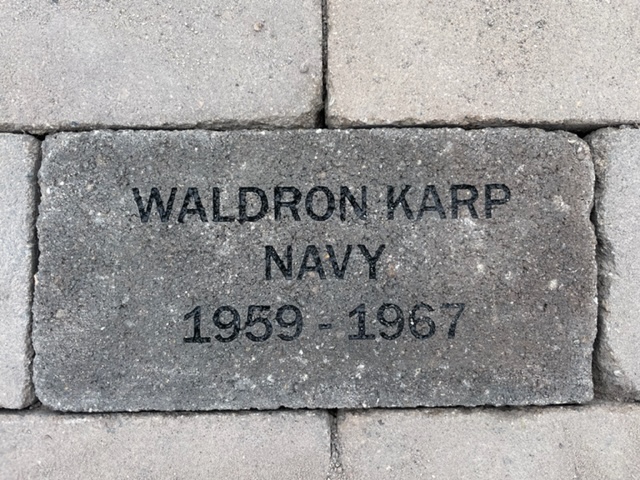 WALDRON KARP
NAVY
1959 - 1967